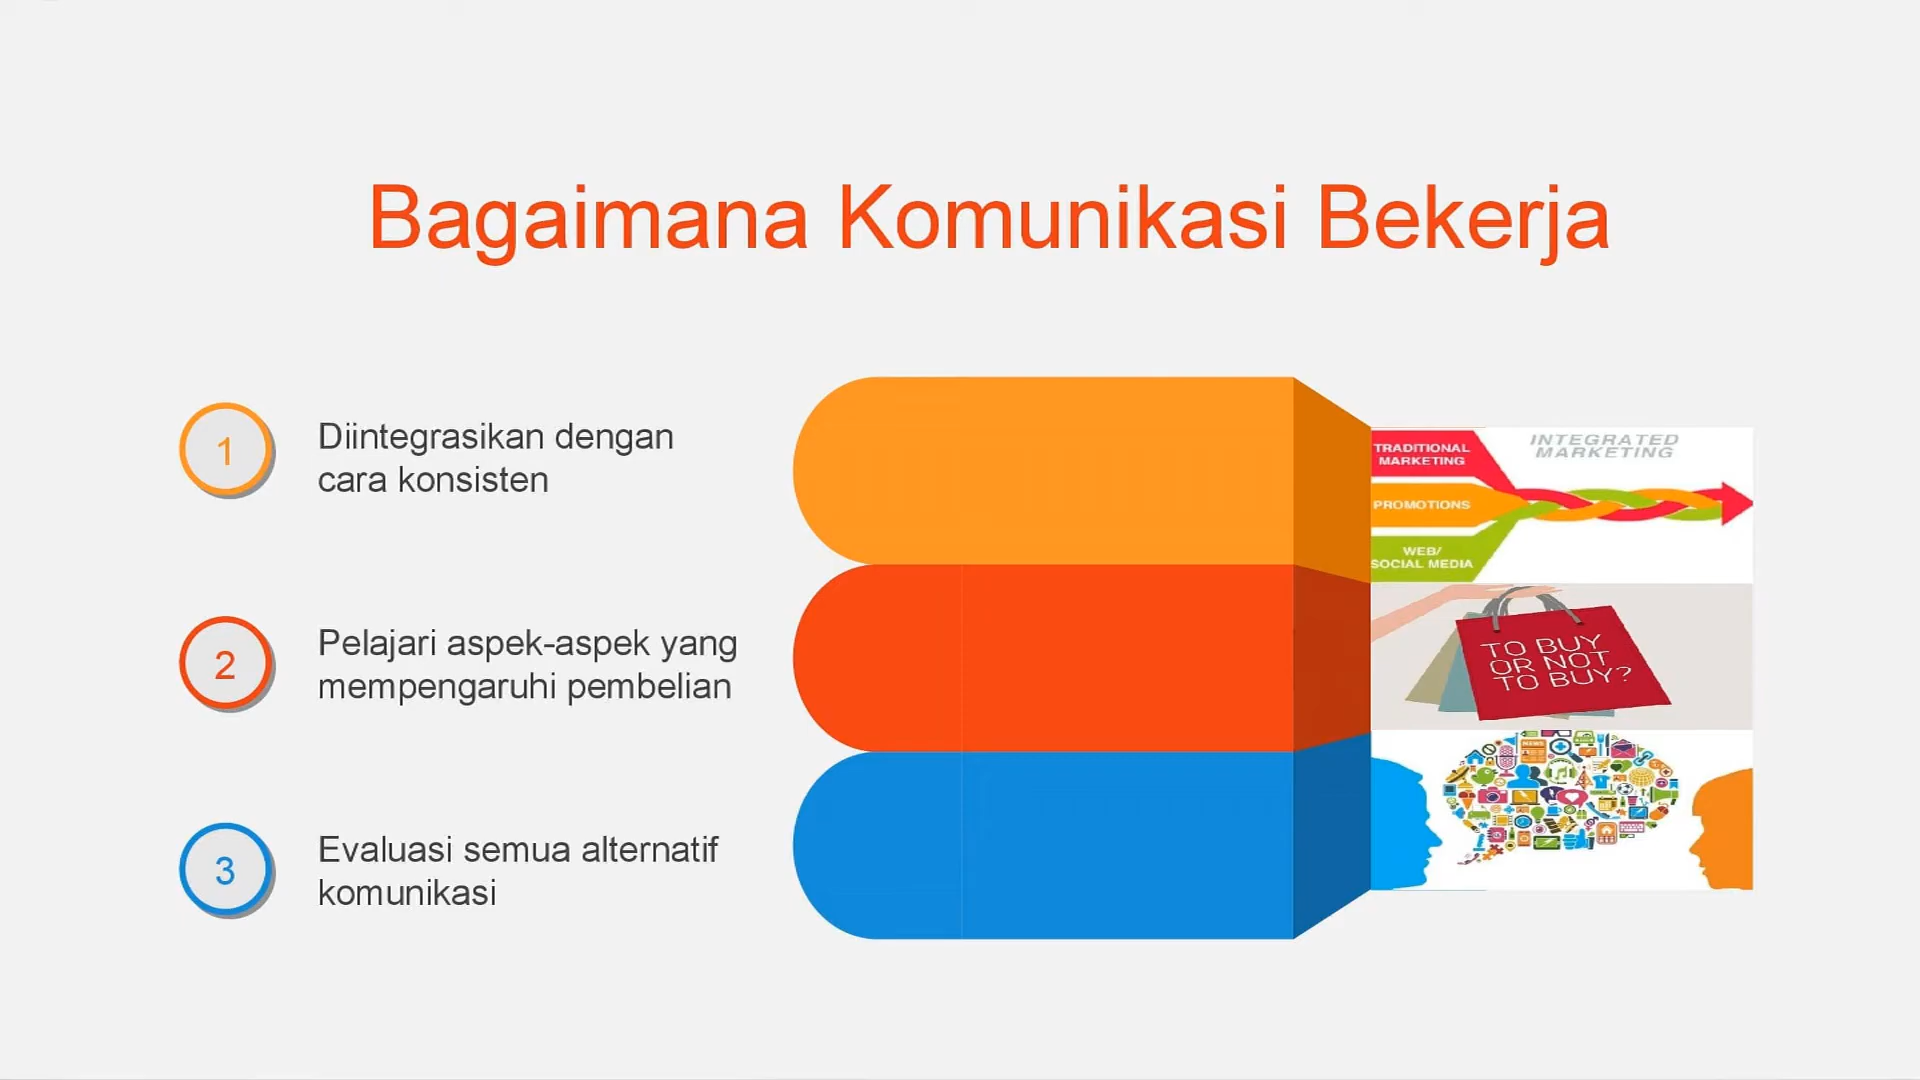 Bagaimana Komunikasi Bekerja
1
Diintegrasikan dengan
cara konsisten
2
Pelajari aspek-aspek yang
mempengaruhi pembelian
3
Evaluasi semua alternatif
komunikasi
TRADITIONAL
MARKETING
INTEGRATED
MARKETING
PROMOTIONS
WEB/
SOCIAL MEDIA
TO BUY
OR NOT
TO BUY?
NEWS